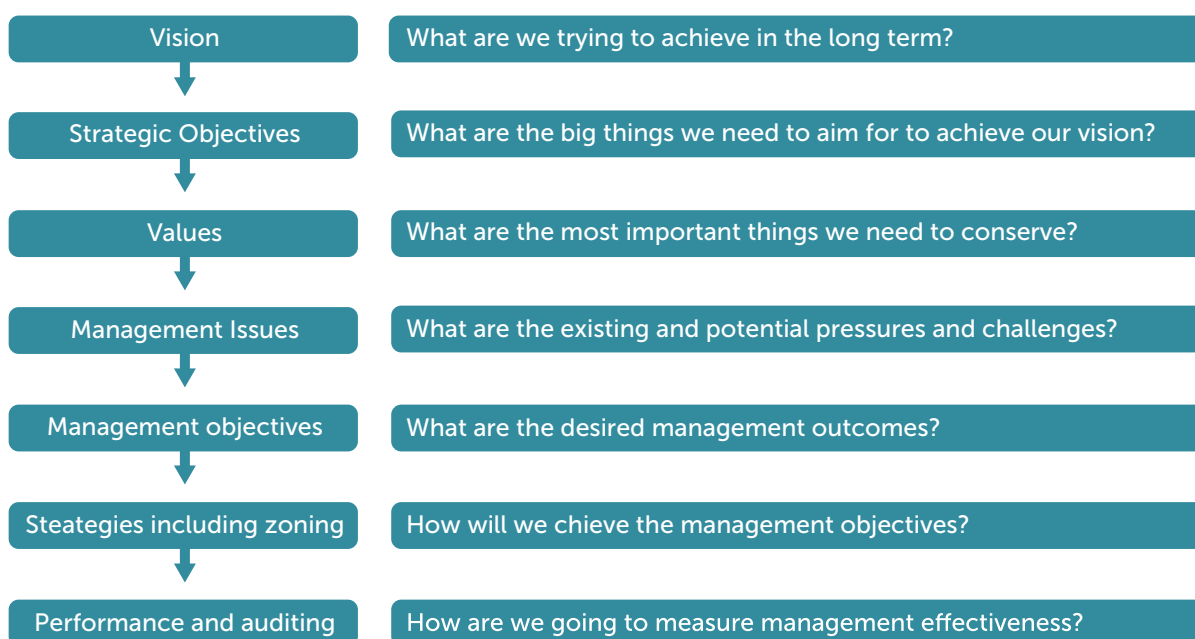 Vision
What are we trying to achieve in the long term?
Strategic Objectives
What are the big things we need to aim for to achieve our vision?
Values
What are the most important things we need to conserve?
Management Issues
What are the existing and potential pressures and challenges?
Management objectives
What are the desired management outcomes?
Steategies including zoning
How will we chieve the management objectives?
Performance and auditing
How are we going to measure management effectiveness?